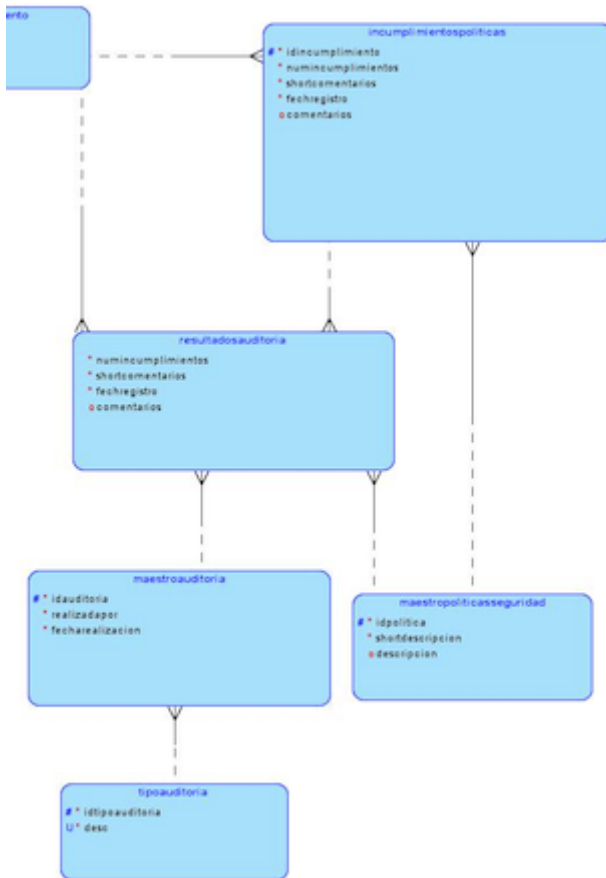 ento
incumplimientospoliticas
# * idincumplimiento
* numincumplimientos
* shortcomentarios
* fechregistro
o comentarios
resultadosauditoria
* numincumplimientos
* shortcomentarios
* fechregistro
o comentarios
maestroauditoria
# * idauditoria
* realizadapor
* fecharealizacion
maestropoliticasseguridad
# * idpolitica
* shortdescripcion
o descripcion
tipoauditoria
# * idtipoauditoria
U * desc